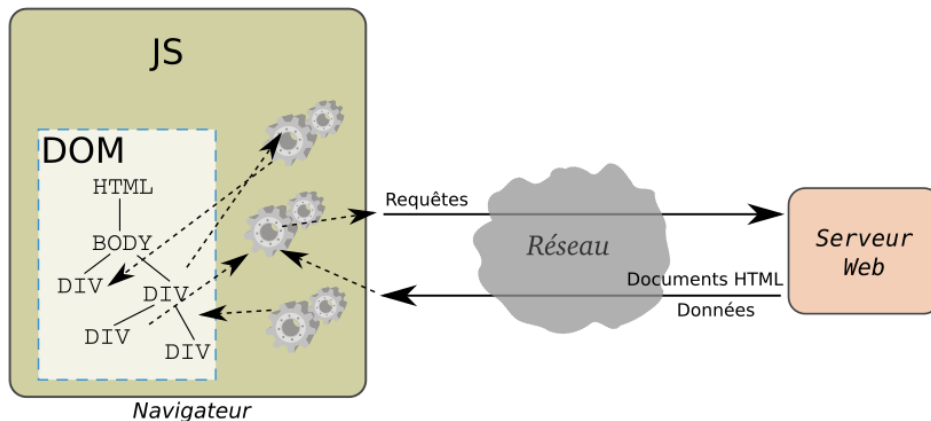 JS
DOM
HTML
BODY
DIV
DIV
DIV
DIV
Navigateur
Requêtes
Réseau
Documents HTML
Données
Serveur
Web